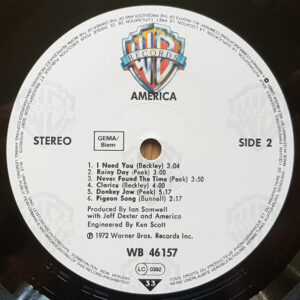 WB
RECORDS
AMERICA
STEREO
GEMA/
Biem
SIDE 2
1. I Need You (Beckley) 3:04
2. Rainy Day (Peek) 3:00
3. Never Found The Time (Peek) 3:50
4. Clarice (Beckley) 4:00
5. Donkey Jaw (Peek) 5:17
6. Pigeon Song (Bunnell) 2:17
Produced by Ian Samwell
with Jeff Dexter and America
Engineered By Ken Scott
℗ 1972 Warner Bros. Records Inc.
WB 46157
LC 0392
33